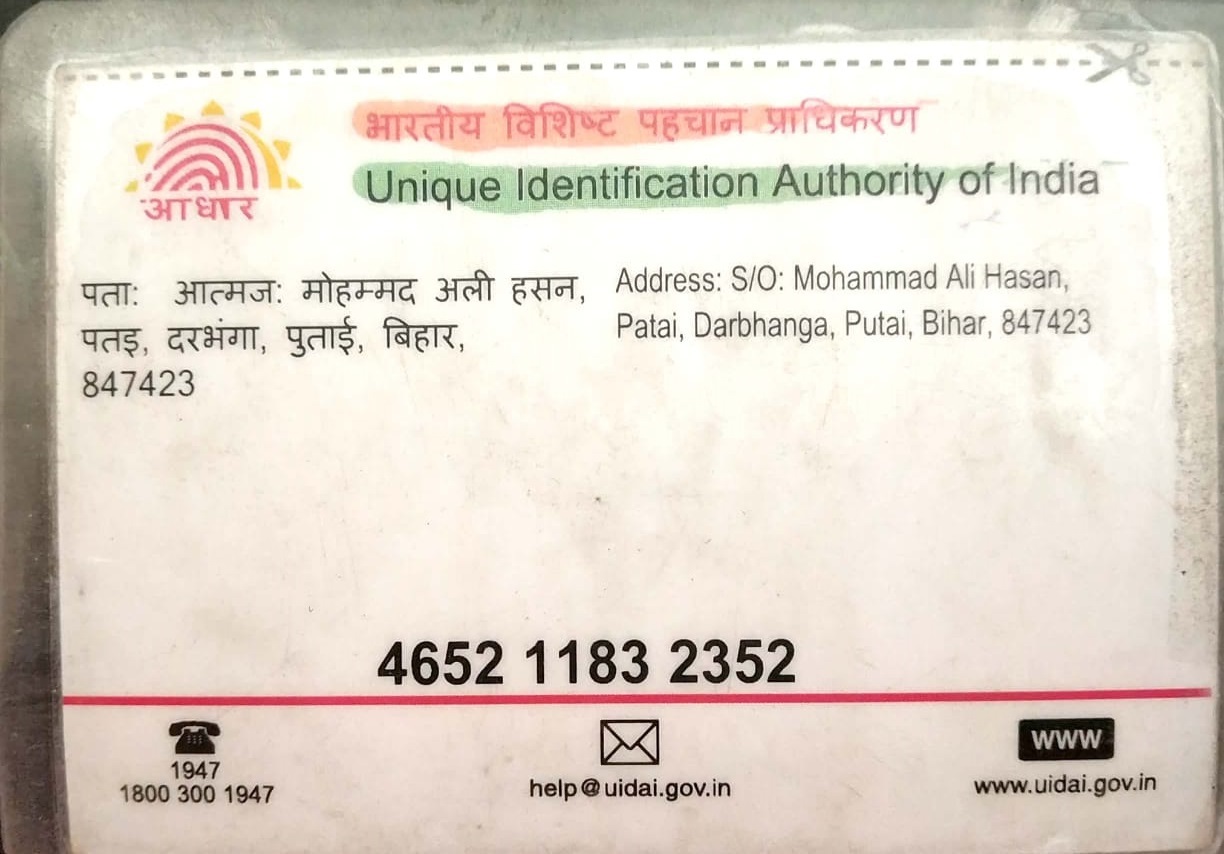 भारतीय विशिष्ट पहचान प्राधिकरण
Unique Identification Authority of India
आधार
पता: आत्मज: मोहम्मद अली हसन,
पतइ, दरभंगा, पुताई, बिहार,
847423
Address: S/O: Mohammad Ali Hasan,
Patai, Darbhanga, Putai, Bihar, 847423
4652 1183 2352
1947
1800 300 1947
help@uidai.gov.in
www
www.uidai.gov.in